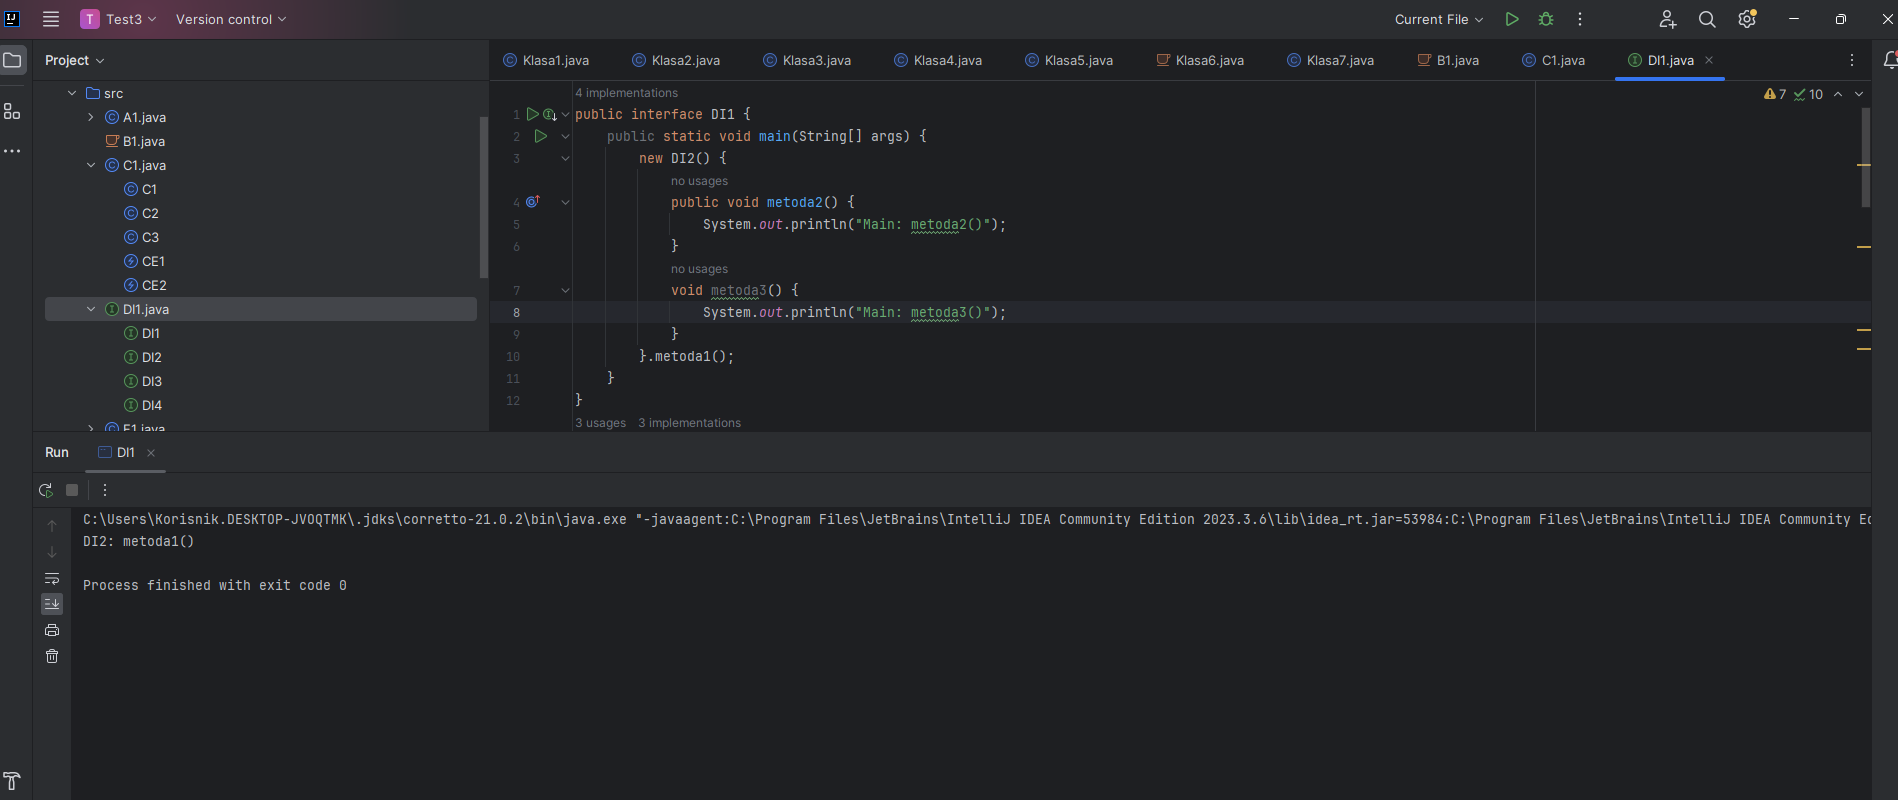 T Test3 Version control Current File
Project
src
A1.java
B1.java
C1.java
C1
C2
C3
CE1
CE2
DI1.java
DI1
DI2
DI3
DI4
E1.java
Klasa1.java Klasa2.java Klasa3.java Klasa4.java Klasa5.java Klasa6.java Klasa7.java B1.java C1.java DI1.java
7 10
4 implementations
1 public interface DI1 {
2 public static void main(String[] args) {
3 new DI2() {
no usages
4 public void metoda2() {
5 System.out.println("Main: metoda2()");
6 }
no usages
7 void metoda3() {
8 System.out.println("Main: metoda3()");
9 }
10 }.metoda1();
11 }
12 }
3 usages 3 implementations
Run DI1
C:\Users\Korisnik.DESKTOP-JVOQTMK\.jdks\corretto-21.0.2\bin\java.exe "-javaagent:C:\Program Files\JetBrains\IntelliJ IDEA Community Edition 2023.3.6\lib\idea_rt.jar=53984:C:\Program Files\JetBrains\IntelliJ IDEA Community Ed
DI2: metoda1()
Process finished with exit code 0